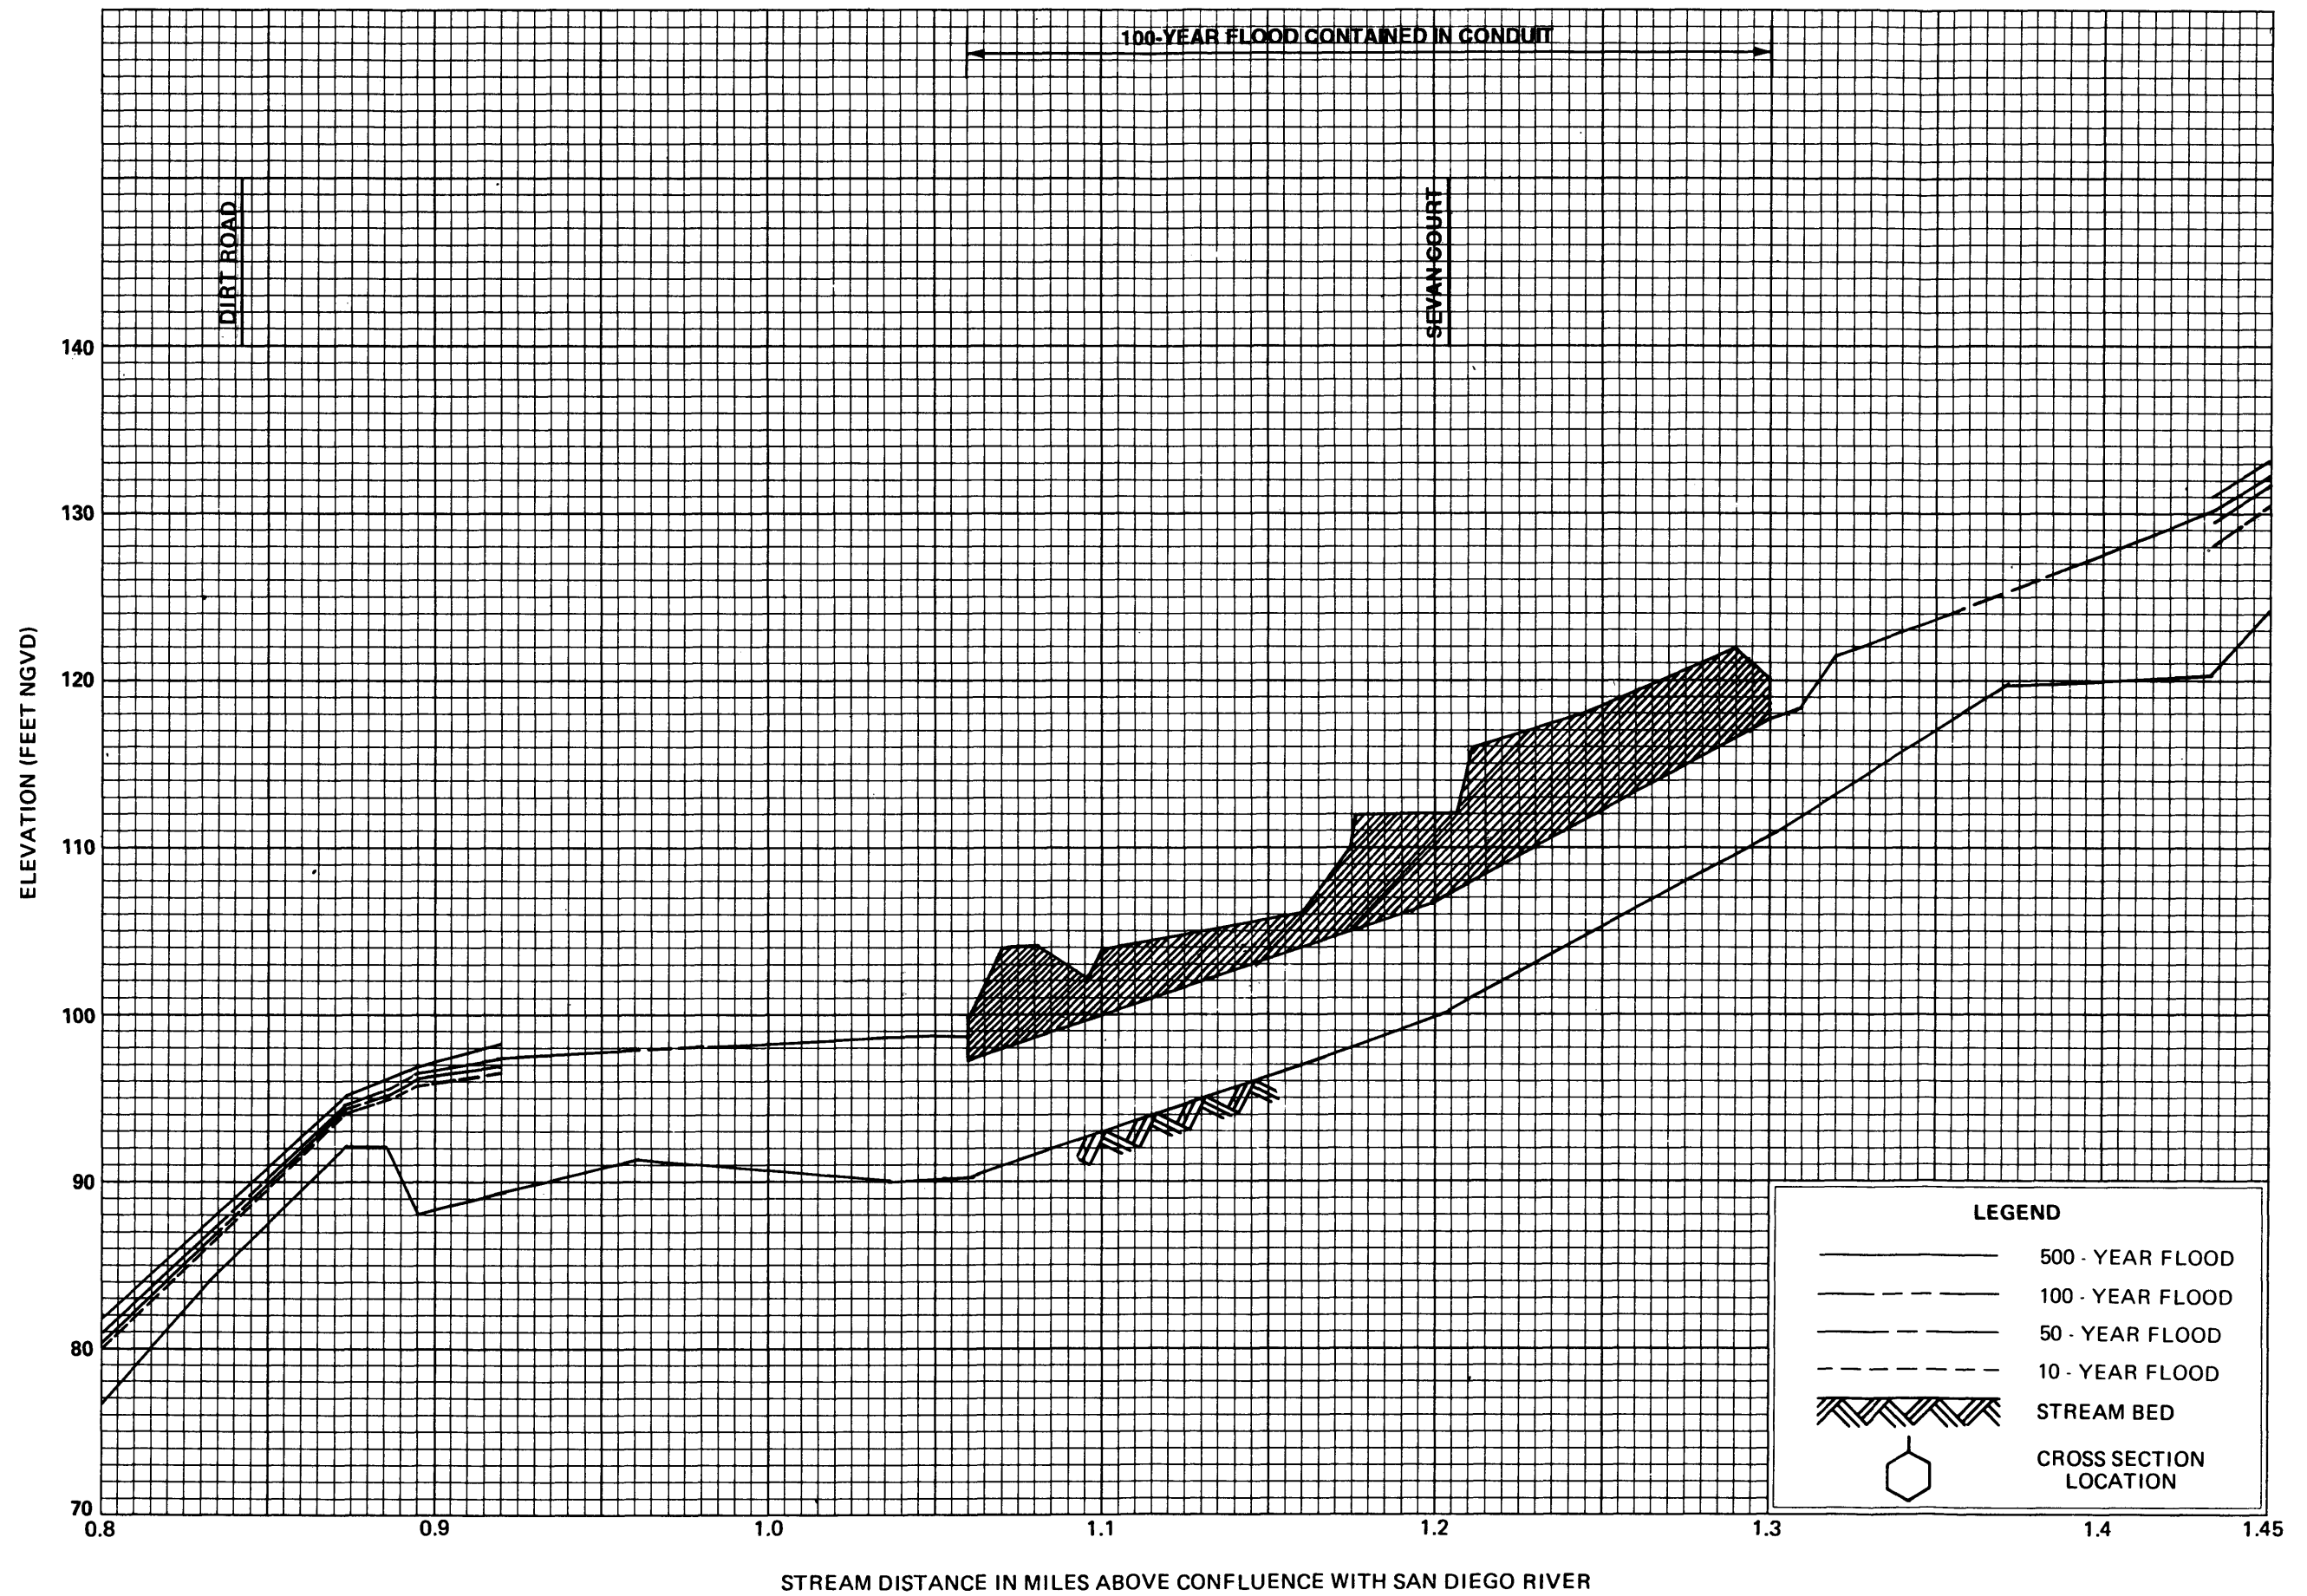 100-YEAR FLOOD CONTAINED IN CONDUIT
DIRT ROAD
SEVAN COURT
140
130
120
110
100
90
80
70
ELEVATION (FEET NGVD)
0.8 0.9 1.0 1.1 1.2 1.3 1.4 1.45
STREAM DISTANCE IN MILES ABOVE CONFLUENCE WITH SAN DIEGO RIVER
LEGEND
500 - YEAR FLOOD
100 - YEAR FLOOD
50 - YEAR FLOOD
10 - YEAR FLOOD
STREAM BED
CROSS SECTION
LOCATION